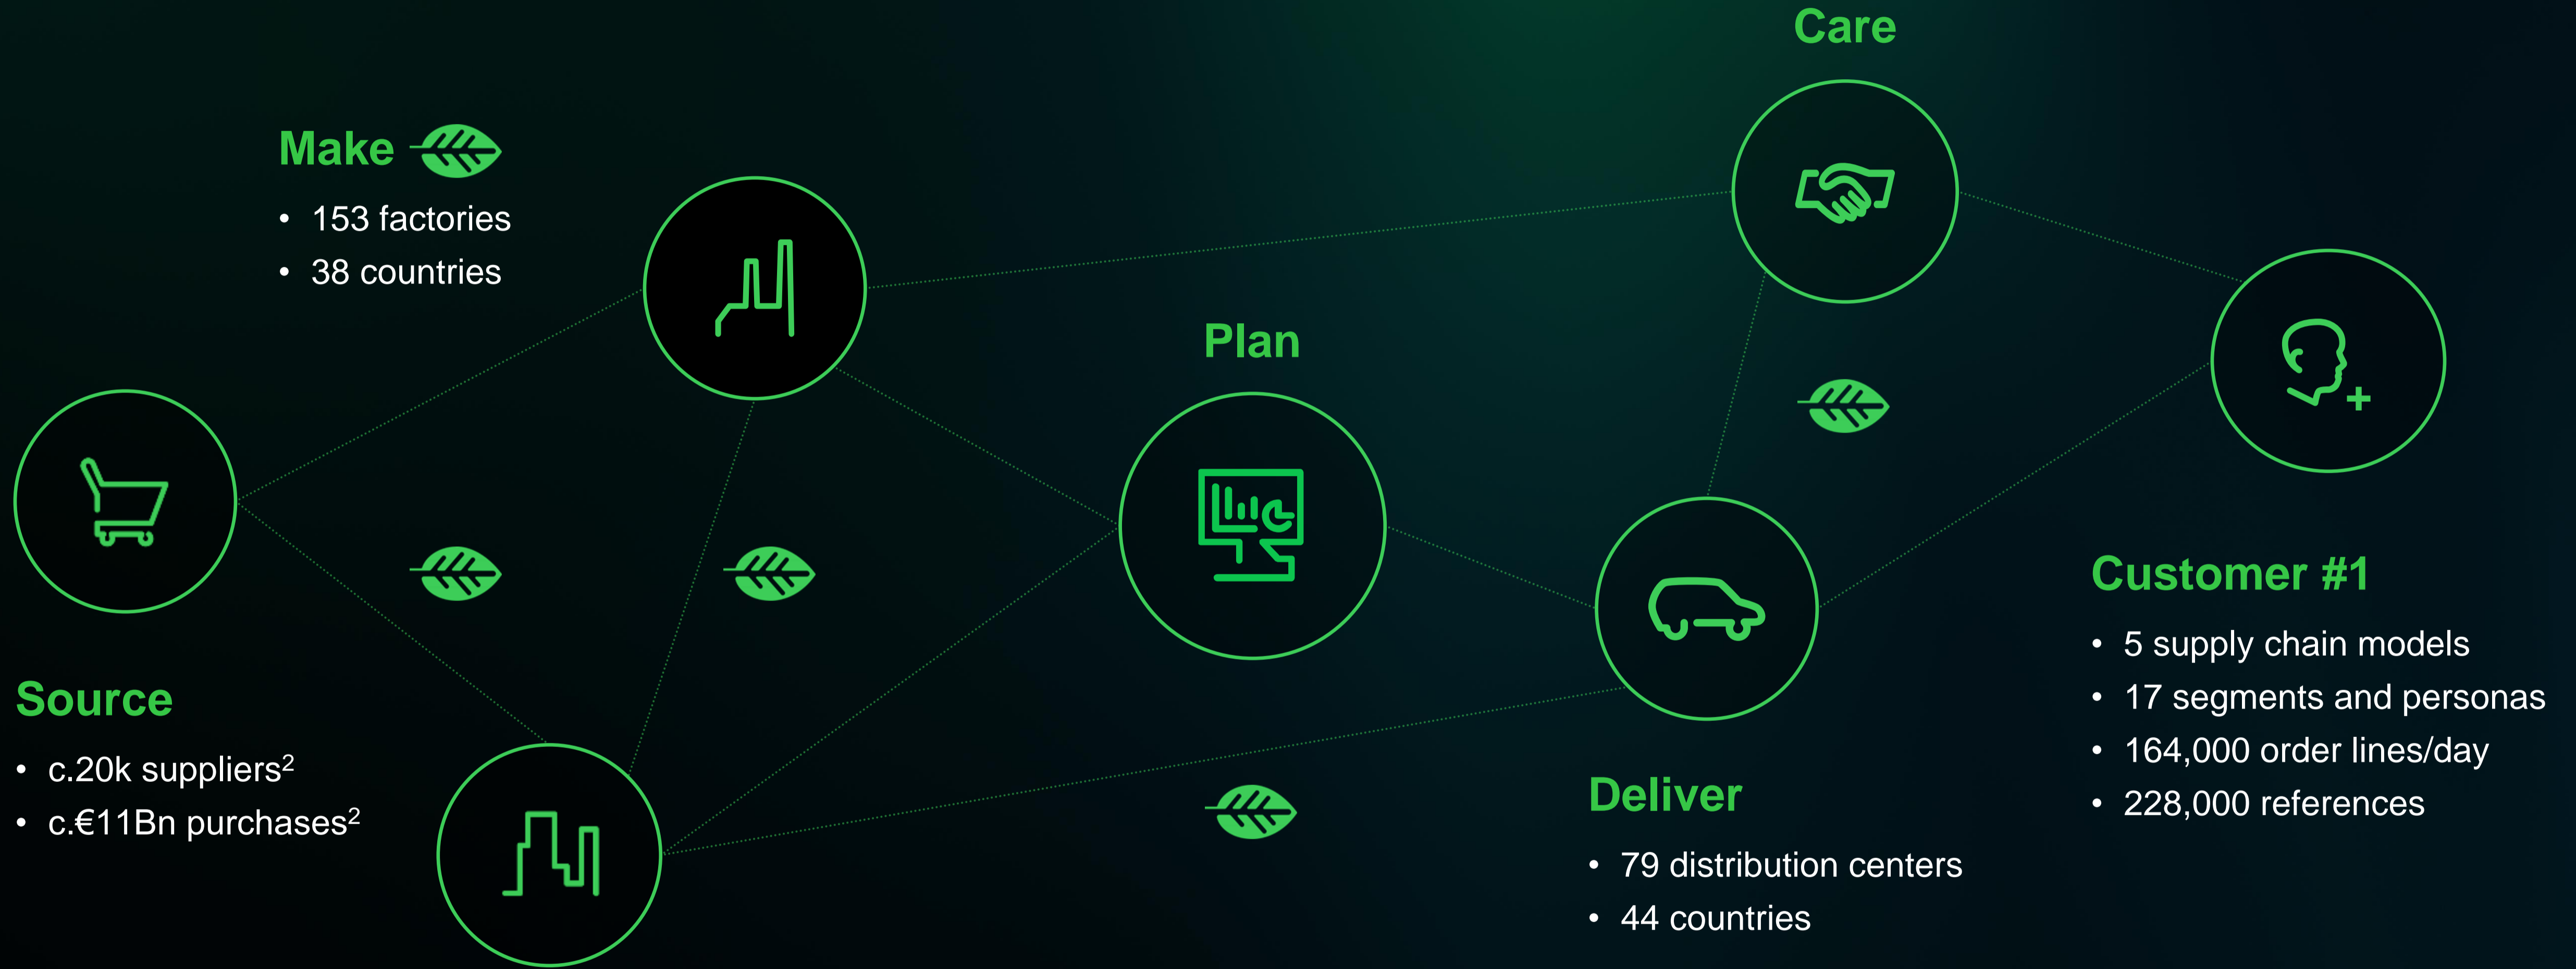 Care
Make
• 153 factories
• 38 countries
Plan
Source
• c.20k suppliers²
• c.€11Bn purchases²
Deliver
• 79 distribution centers
• 44 countries
Customer #1
• 5 supply chain models
• 17 segments and personas
• 164,000 order lines/day
• 228,000 references